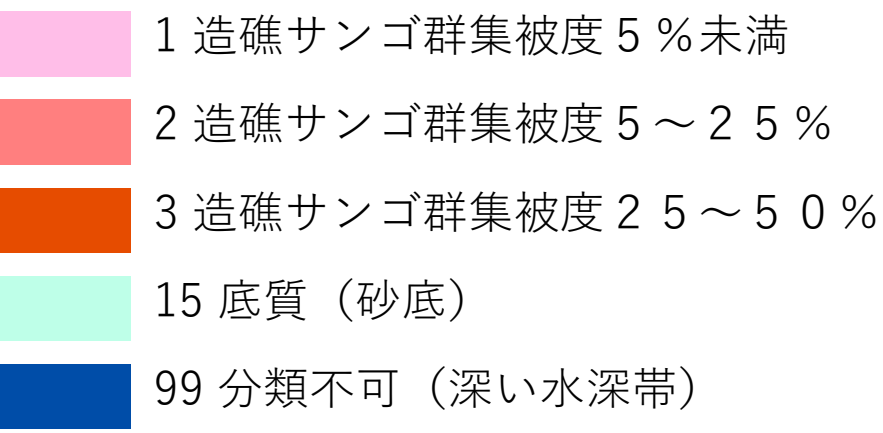 1 造礁サンゴ群集被度５％未満
2 造礁サンゴ群集被度５～２５％
3 造礁サンゴ群集被度２５～５０％
15 底質（砂底）
99 分類不可（深い水深帯）